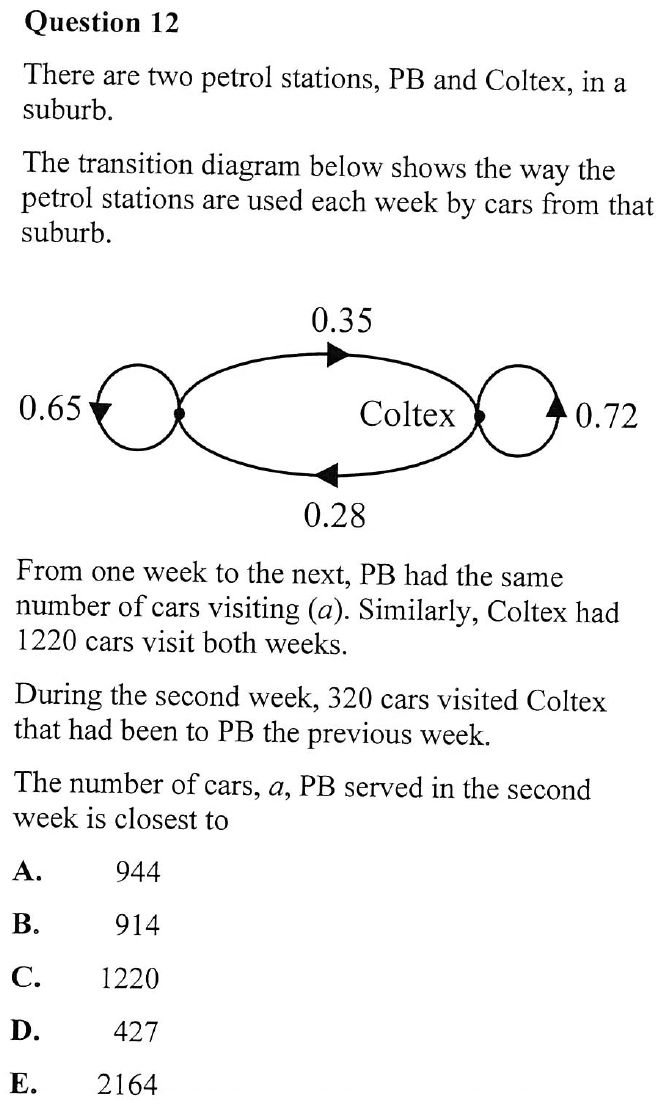 Question 12
There are two petrol stations, PB and Coltex, in a
suburb.
The transition diagram below shows the way the
petrol stations are used each week by cars from that
suburb.
0.35
0.65
Coltex
0.72
0.28
From one week to the next, PB had the same
number of cars visiting (a). Similarly, Coltex had
1220 cars visit both weeks.
During the second week, 320 cars visited Coltex
that had been to PB the previous week.
The number of cars, a, PB served in the second
week is closest to
A. 944
B. 914
C. 1220
D. 427
E. 2164